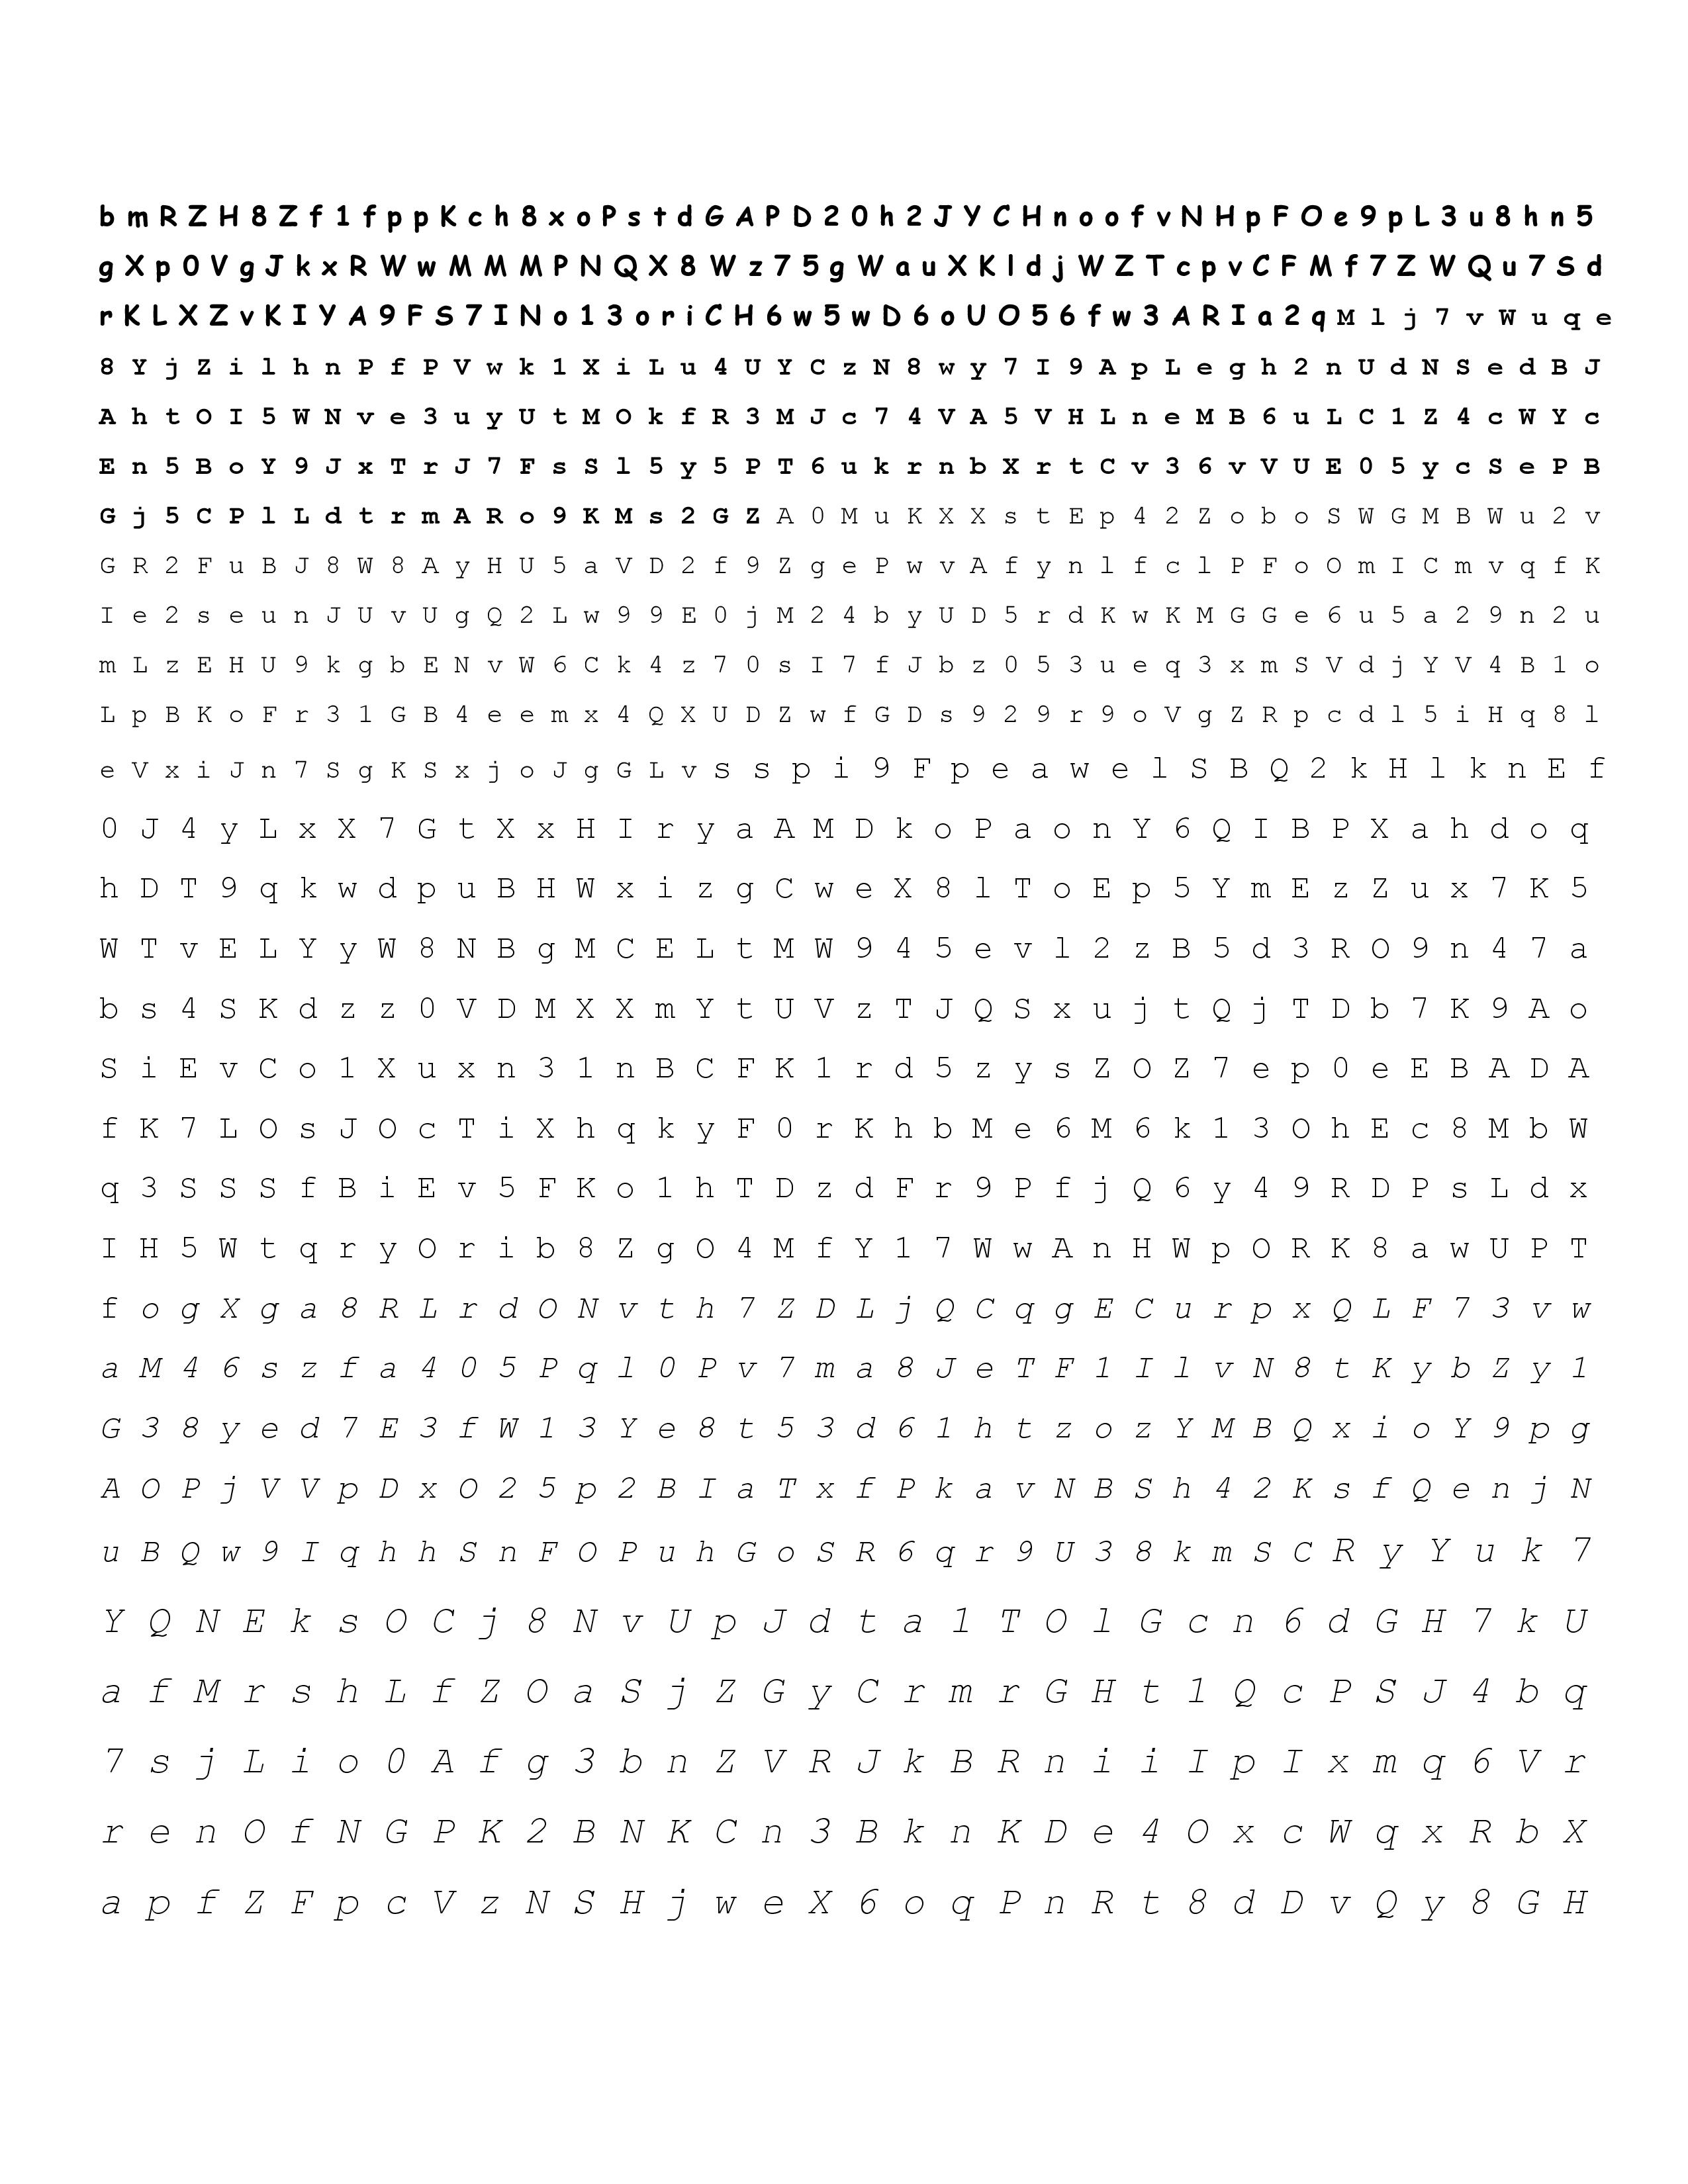 b m R Z H 8 Z f 1 f p p K c h 8 x o P s t d G A P D 2 0 h 2 J Y C H n o o f v N H p F O e 9 p L 3 u 8 h n 5
g X p 0 V g J k x R W w M M M P N Q X 8 W z 7 5 g W a u X K l d j W Z T c p v C F M f 7 Z W Q u 7 S d
r K L X Z v K I Y A 9 F S 7 I N o 1 3 o r i C H 6 w 5 w D 6 o U O 5 6 f w 3 A R I a 2 q M l j 7 v W u q e
8 Y j Z i l h n P f P V w k 1 X i L u 4 U Y C z N 8 w y 7 I 9 A p L e g h 2 n U d N S e d B J
A h t O I 5 W N v e 3 u y U t M O k f R 3 M J c 7 4 V A 5 V H L n e M B 6 u L C 1 Z 4 c W Y c
E n 5 B o Y 9 J x T r J 7 F s S l 5 y 5 P T 6 u k r n b X r t C v 3 6 v V U E 0 5 y c S e P B
G j 5 C P l L d t r m A R o 9 K M s 2 G Z A 0 M u K X X s t E p 4 2 Z o b o S W G M B W u 2 v
G R 2 F u B J 8 W 8 A y H U 5 a V D 2 f 9 Z g e P w v A f y n l f c l P F o O m I C m v q f K
I e 2 s e u n J U v U g Q 2 L w 9 9 E 0 j M 2 4 b y U D 5 r d K w K M G G e 6 u 5 a 2 9 n 2 u
m L z E H U 9 k g b E N v W 6 C k 4 z 7 0 s I 7 f J b z 0 5 3 u e q 3 x m S V d j Y V 4 B 1 o
L p B K o F r 3 1 G B 4 e e m x 4 Q X U D Z w f G D s 9 2 9 r 9 o V g Z R p c d l 5 i H q 8 l
e V x i J n 7 S g K S x j o J g G L v s s p i 9 F p e a w e l S B Q 2 k H l k n E f
0 J 4 y L x X 7 G t X x H I r y a A M D k o P a o n Y 6 Q I B P X a h d o q
h D T 9 q k w d p u B H W x i z g C w e X 8 l T o E p 5 Y m E z Z u x 7 K 5
W T v E L Y y W 8 N B g M C E L t M W 9 4 5 e v l 2 z B 5 d 3 R O 9 n 4 7 a
b s 4 S K d z z 0 V D M X X m Y t U V z T J Q S x u j t Q j T D b 7 K 9 A o
S i E v C o 1 X u x n 3 1 n B C F K 1 r d 5 z y s Z O Z 7 e p 0 e E B A D A
f K 7 L O s J O c T i X h q k y F 0 r K h b M e 6 M 6 k 1 3 O h E c 8 M b W
q 3 S S S f B i E v 5 F K o 1 h T D z d F r 9 P f j Q 6 y 4 9 R D P s L d x
I H 5 W t q r y O r i b 8 Z g O 4 M f Y 1 7 W w A n H W p O R K 8 a w U P T
f o g X g a 8 R L r d O N v t h 7 Z D L j Q C q g E C u r p x Q L F 7 3 v w
a M 4 6 s z f a 4 0 5 P q l 0 P v 7 m a 8 J e T F 1 I l v N 8 t K y b Z y 1
G 3 8 y e d 7 E 3 f W 1 3 Y e 8 t 5 3 d 6 1 h t z o z Y M B Q x i o Y 9 p g
A O P j V V p D x O 2 5 p 2 B I a T x f P k a v N B S h 4 2 K s f Q e n j N
u B Q w 9 I q h h S n F O P u h G o S R 6 q r 9 U 3 8 k m S C R y Y u k 7
Y Q N E k s O C j 8 N v U p J d t a 1 T O l G c n 6 d G H 7 k U
a f M r s h L f Z O a S j Z G y C r m r G H t 1 Q c P S J 4 b q
7 s j L i o 0 A f g 3 b n Z V R J k B R n i i I p I x m q 6 V r
r e n O f N G P K 2 B N K C n 3 B k n K D e 4 O x c W q x R b X
a p f Z F p c V z N S H j w e X 6 o q P n R t 8 d D v Q y 8 G H